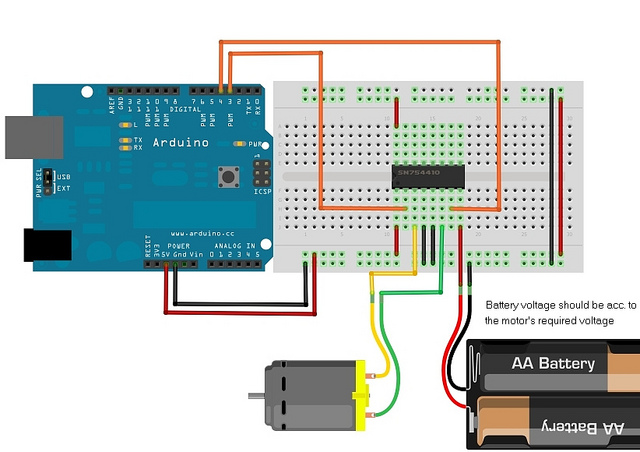 AREF
GND
13
12
11
10
9
8
7
6
5
4
3
2
1
0
PWM
PWM
PWM
PWM
PWM
PWM
TX
RX
DIGITAL
L
TX
RX
Arduino
PWR
ICSP
PWR SEL
USB
EXT
www.arduino.cc
RESET
3V3
5V
Gnd
Vin
POWER
ANALOG IN
0 1 2 3 4 5
SN754410
Battery voltage should be acc. to
the motor's required voltage
AA Battery
AA Battery